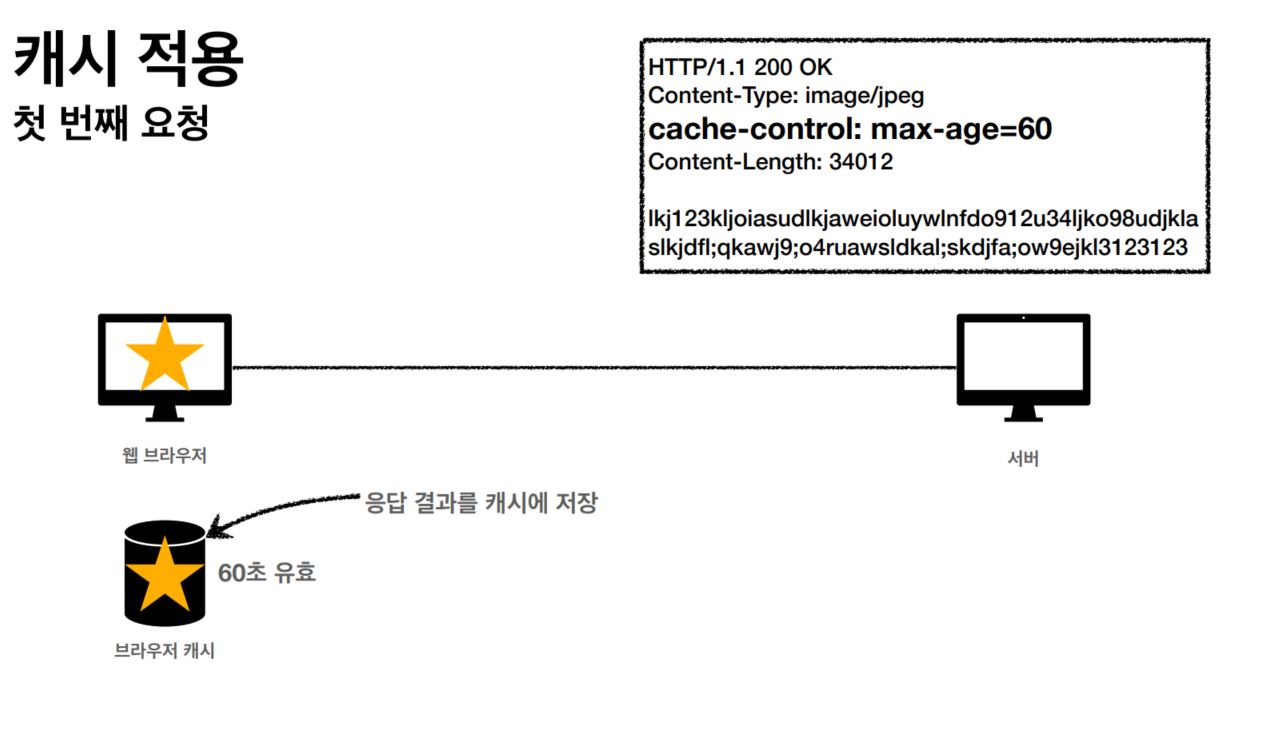 캐시 적용
첫 번째 요청
HTTP/1.1 200 OK
Content-Type: image/jpeg
cache-control: max-age=60
Content-Length: 34012
lkj123kljoiasudlkjaweioluywlnfdo912u34ljko98udjkla
slkjdfl;qkawj9;o4ruawsldkal;skdjfa;ow9ejkl3123123
웹 브라우저
서버
응답 결과를 캐시에 저장
60초 유효
브라우저 캐시